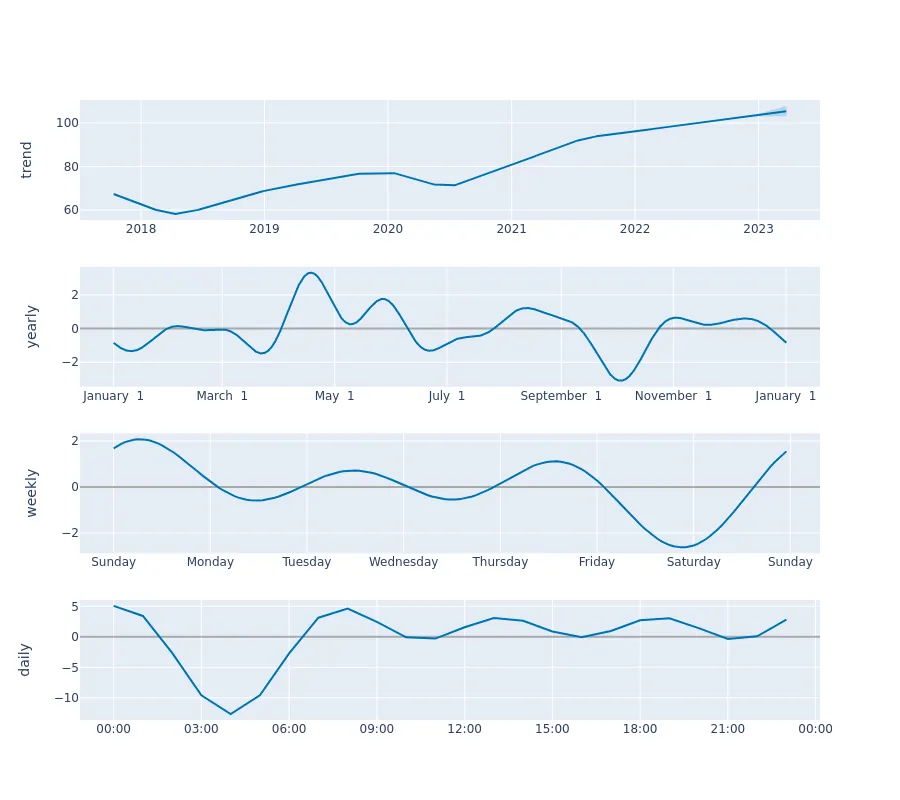 trend
100
80
60
2018 2019 2020 2021 2022 2023
yearly
2
0
−2
January 1 March 1 May 1 July 1 September 1 November 1 January 1
weekly
2
0
−2
Sunday Monday Tuesday Wednesday Thursday Friday Saturday Sunday
daily
5
0
−5
−10
00:00 03:00 06:00 09:00 12:00 15:00 18:00 21:00 00:00